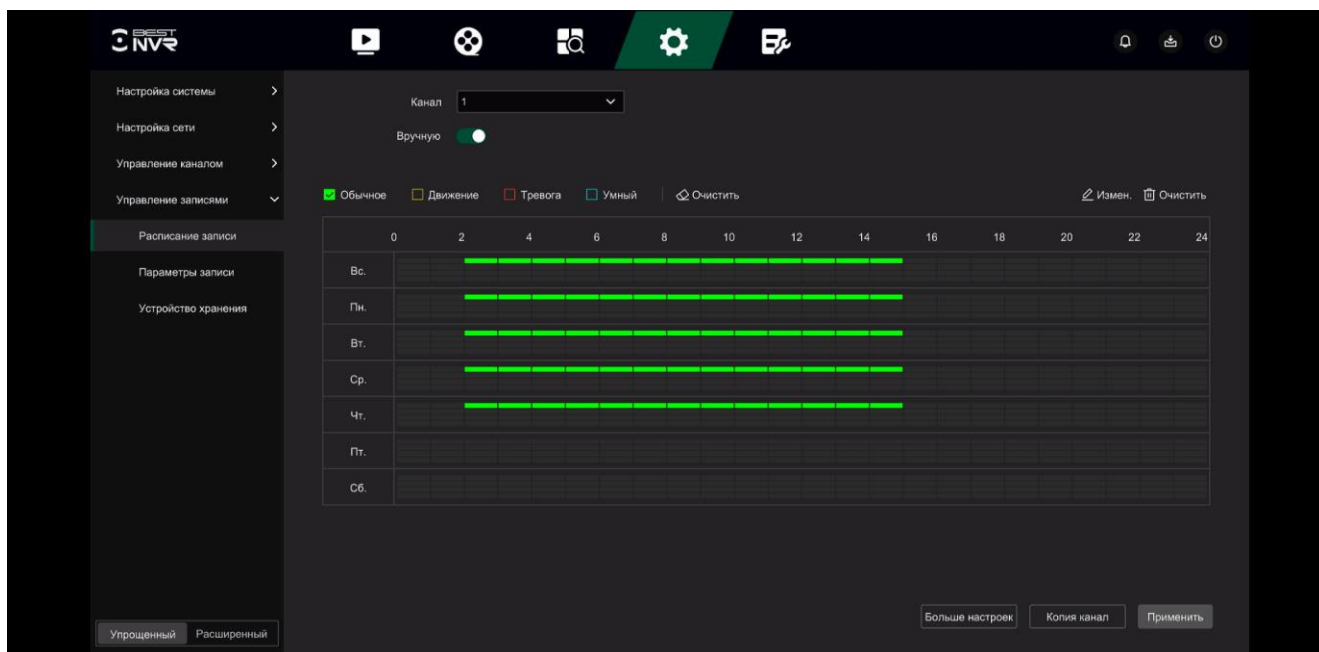 BEST
NVR
Настройка системы
Настройка сети
Управление каналом
Управление записями
Расписание записи
Параметры записи
Устройство хранения
Упрощенный Расширенный
Канал 1
Вручную
Обычное Движение Тревога Умный Очистить Измен. Очистить
0 2 4 6 8 10 12 14 16 18 20 22 24
Вс.
Пн.
Вт.
Ср.
Чт.
Пт.
Сб.
Больше настроек Копия канал Применить